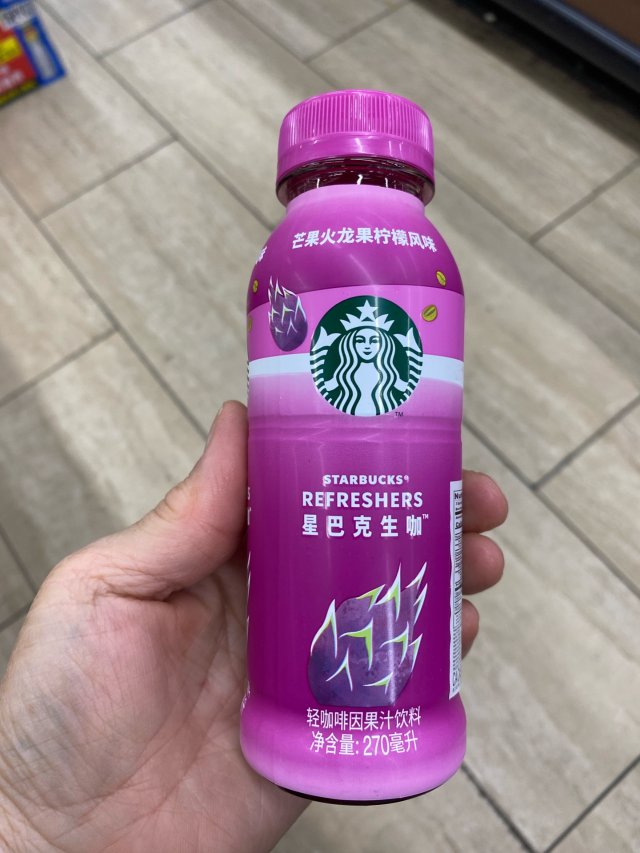 芒果火龙果柠檬风味
TM
STARBUCKS®
REFRESHERS
星巴克生咖™
轻咖啡因果汁饮料
净含量: 270毫升